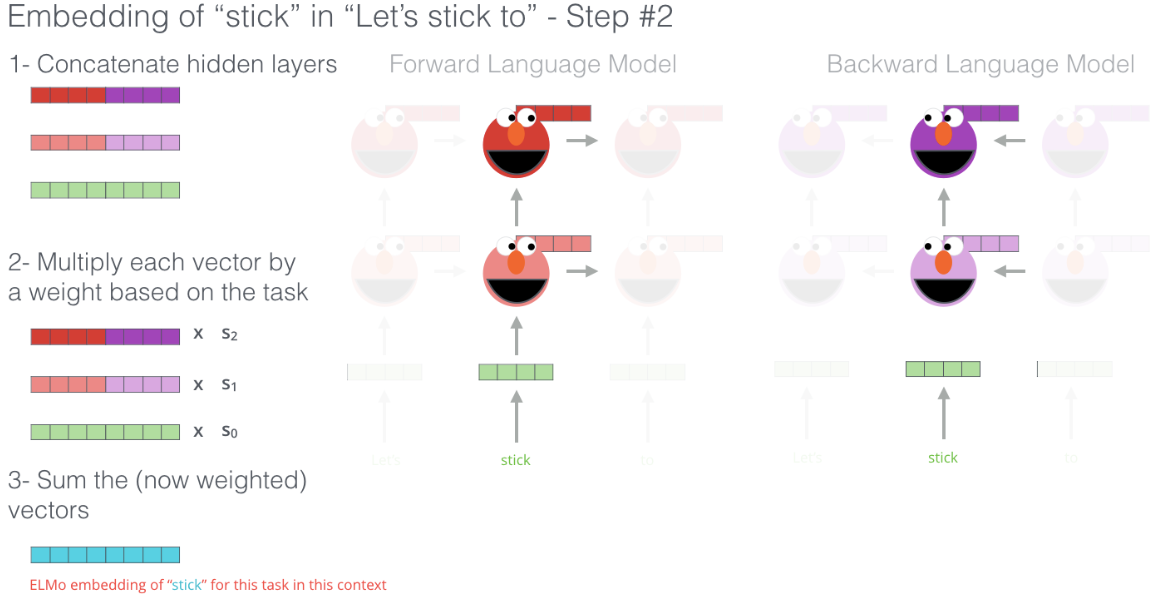 Embedding of “stick” in “Let’s stick to” - Step #2
1- Concatenate hidden layers
Forward Language Model
Backward Language Model
2- Multiply each vector by
a weight based on the task
x s2
x s1
x s0
3- Sum the (now weighted)
vectors
ELMo embedding of “stick” for this task in this context
Let’s
stick
to
Let’s
stick
to